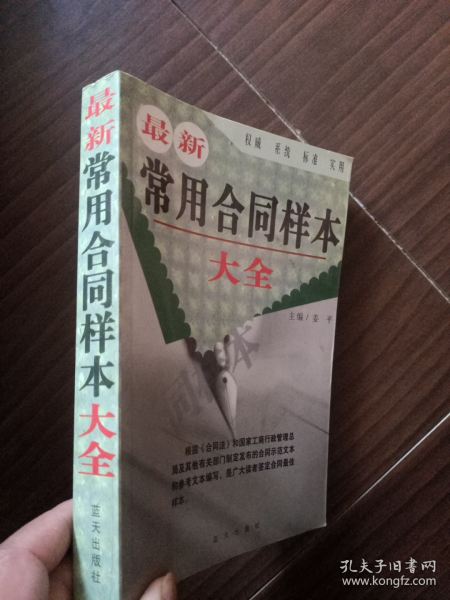 最新
常用合同样本
大全
蓝天出版社
权威 系统 标准 实用
最新
常用合同样本
大全
主编/姜 平
同样本
根据《合同法》和国家工商行政管理总
局及其他有关部门制定发布的合同示范文本
和参考文本编写，是广大读者签定合同最佳
样本。
蓝天出版社
孔夫子旧书网
www.kongfz.com